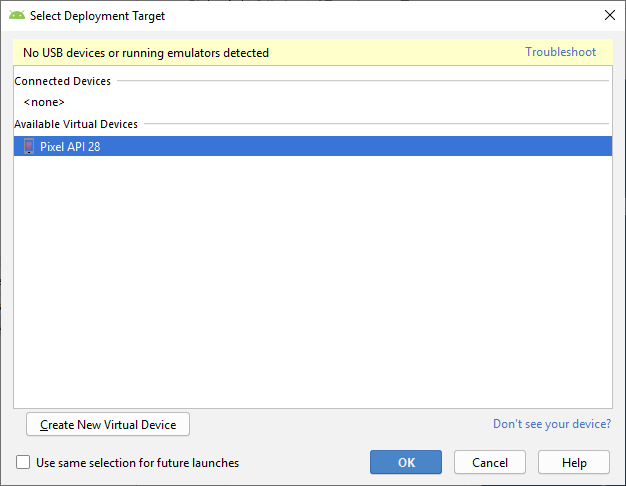 Select Deployment Target
No USB devices or running emulators detected Troubleshoot
Connected Devices
<none>
Available Virtual Devices
Pixel API 28
Create New Virtual Device Don't see your device?
Use same selection for future launches OK Cancel Help